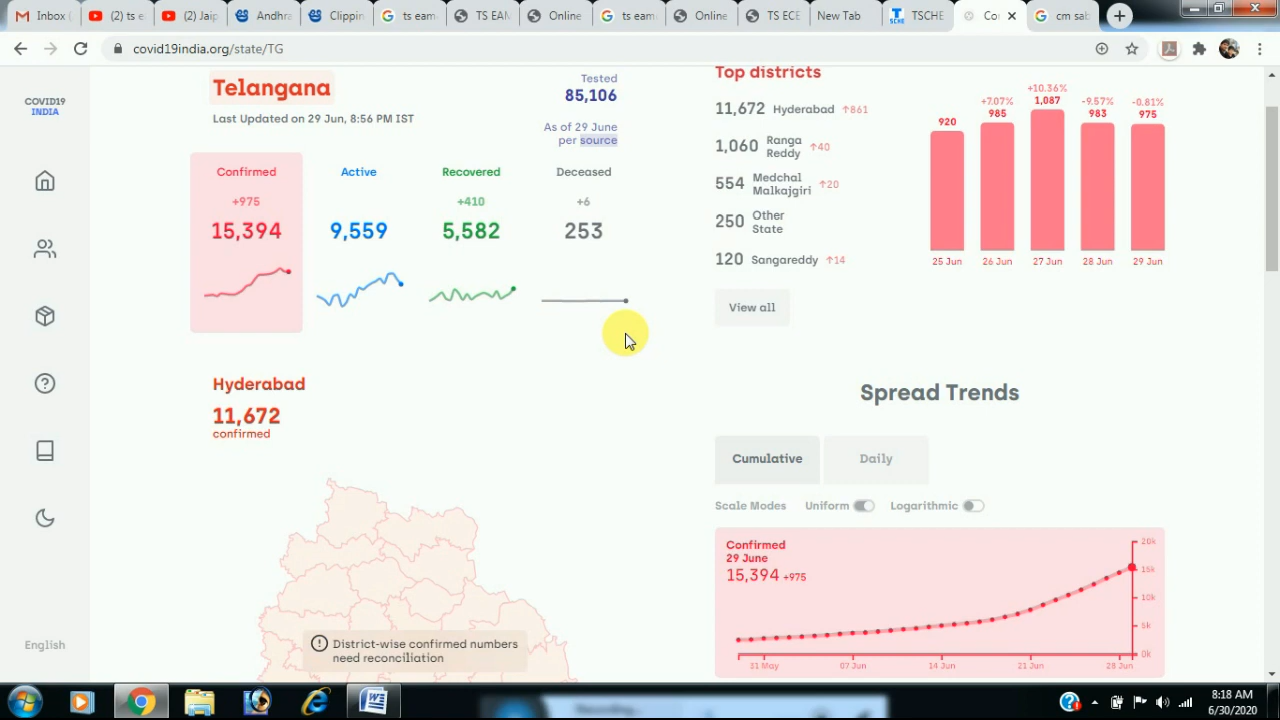 Inbox (
ts e
Jaip
Andhra
Clippin
ts eam
TS EAM
Online
ts eam
Online
TS ECE
New Tab
TSCHE
Co
cm sab
covid19india.org/state/TG
COVID19
INDIA
English
Telangana
Last Updated on 29 Jun, 8:56 PM IST
Tested
85,106
As of 29 June
per source
Confirmed
+975
15,394
Active
9,559
Recovered
+410
5,582
Deceased
+6
253
Hyderabad
11,672
confirmed
District-wise confirmed numbers
need reconciliation
Top districts
11,672 Hyderabad ↑861
1,060 Ranga
Reddy ↑40
554 Medchal
Malkajgiri ↑20
250 Other
State
120 Sangareddy ↑14
View all
920
+7.07%
985
+10.36%
1,087
-9.57%
983
-0.81%
975
25 Jun 26 Jun 27 Jun 28 Jun 29 Jun
Spread Trends
Cumulative Daily
Scale Modes Uniform Logarithmic
Confirmed
29 June
15,394 +975
20k
15k
10k
5k
0k
31 May 07 Jun 14 Jun 21 Jun 28 Jun
Recording...
8:18 AM
6/30/2020